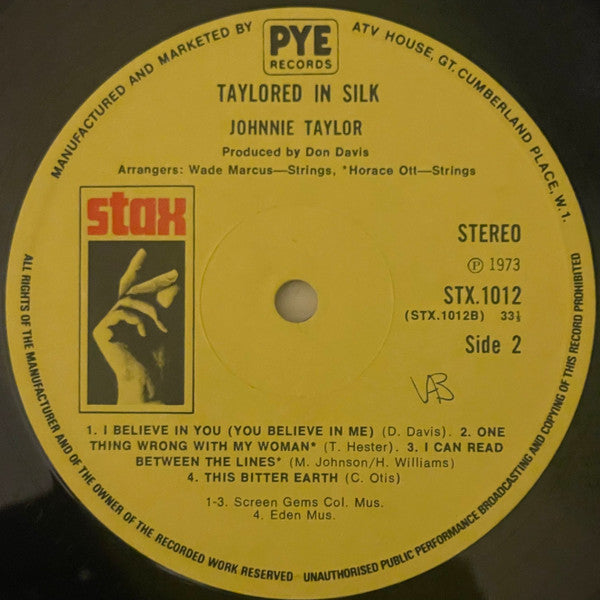 MANUFACTURED AND MARKETED BY PYE RECORDS ATV HOUSE, GT. CUMBERLAND PLACE, W.1.
TAYLORED IN SILK
JOHNNIE TAYLOR
Produced by Don Davis
Arrangers: Wade Marcus—Strings, *Horace Ott—Strings
stax
STEREO
Ⓟ 1973
STX.1012
(STX.1012B) 33⅓
Side 2
VAB
1. I BELIEVE IN YOU (YOU BELIEVE IN ME) (D. Davis). 2. ONE
THING WRONG WITH MY WOMAN* (T. Hester). 3. I CAN READ
BETWEEN THE LINES* (M. Johnson/H. Williams)
4. THIS BITTER EARTH (C. Otis)
1-3. Screen Gems Col. Mus.
4. Eden Mus.
ALL RIGHTS OF THE MANUFACTURER AND OF THE OWNER OF THE RECORDED WORK RESERVED UNAUTHORISED PUBLIC PERFORMANCE BROADCASTING AND COPYING OF THIS RECORD PROHIBITED